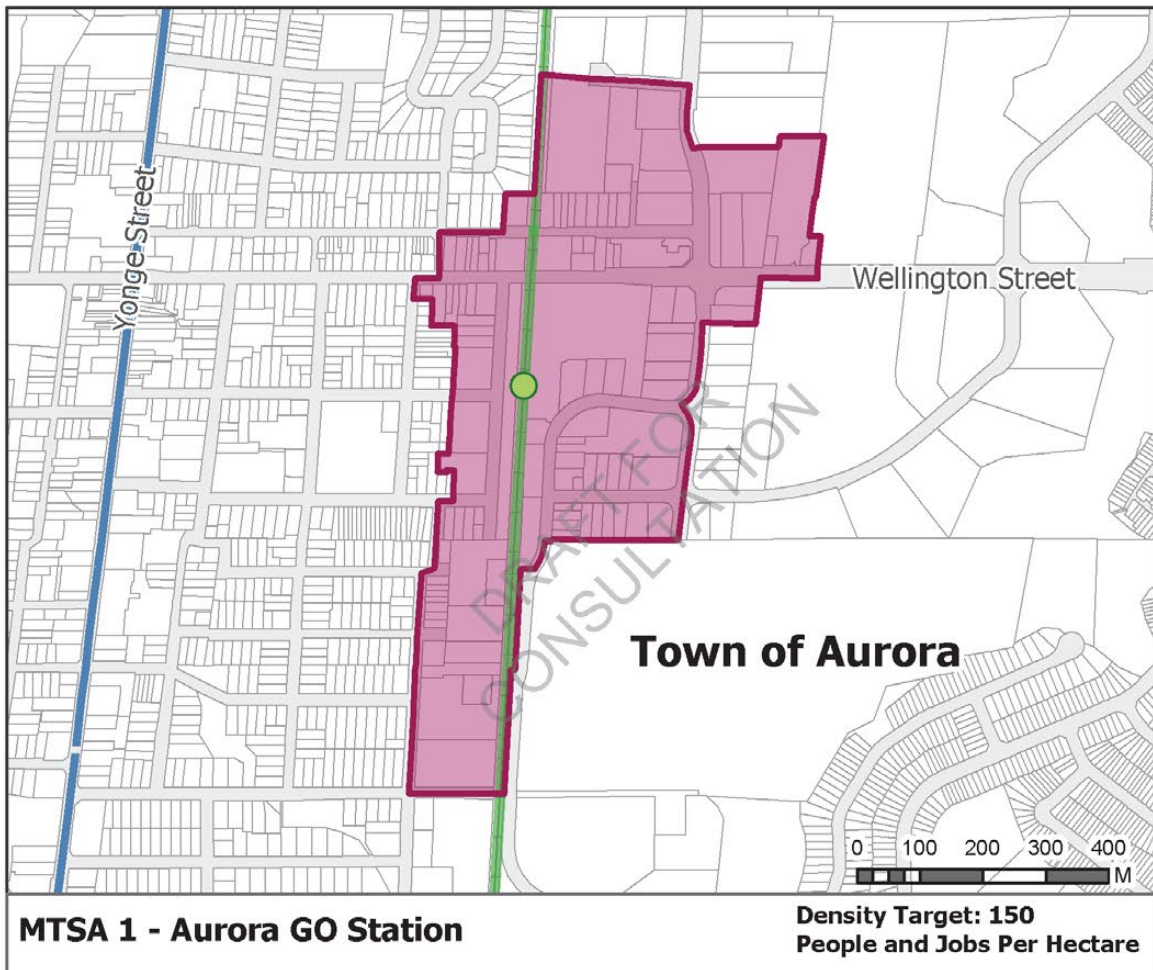 Yonge Street
Wellington Street
DRAFT FOR
CONSULTATION
Town of Aurora
0 100 200 300 400
M
MTSA 1 - Aurora GO Station
Density Target: 150
People and Jobs Per Hectare